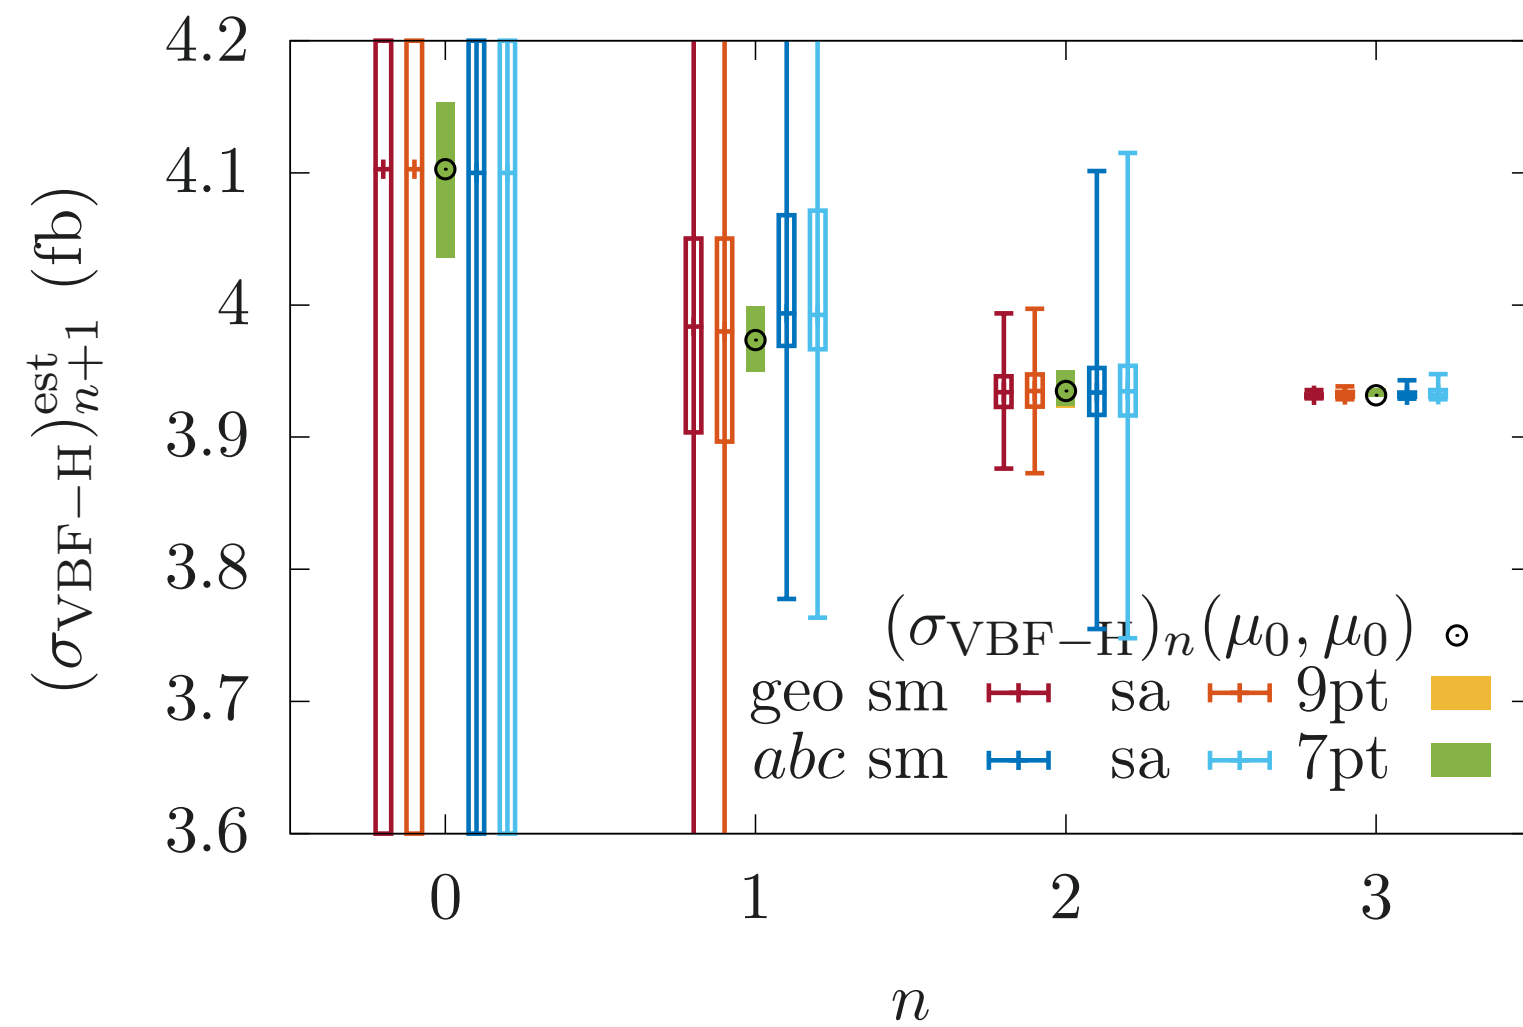 (σVBF−H)est n+1 (fb)
4.2
4.1
4
3.9
3.8
3.7
3.6
(σVBF−H)n(μ0, μ0)
geo sm sa 9pt
abc sm sa 7pt
0 1 2 3
n